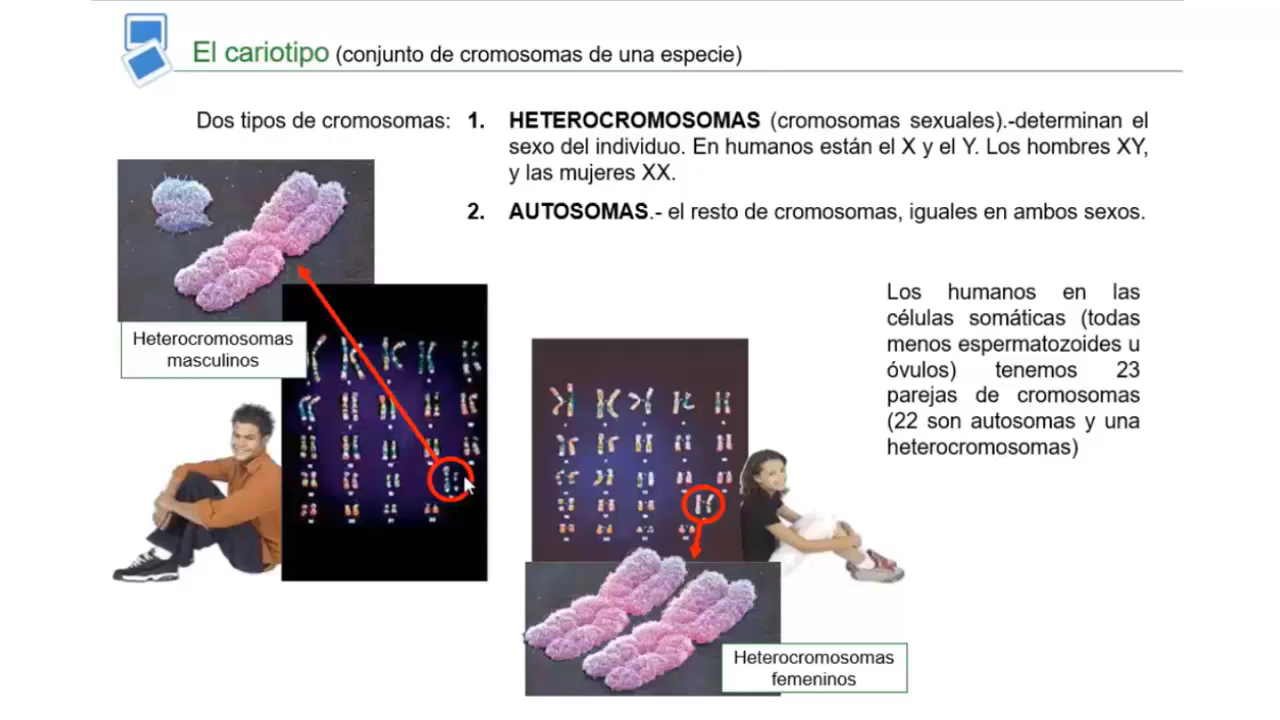 El cariotipo (conjunto de cromosomas de una especie)
Dos tipos de cromosomas:
1. HETEROCROMOSOMAS (cromosomas sexuales).-determinan el
sexo del individuo. En humanos están el X y el Y. Los hombres XY,
y las mujeres XX.
2. AUTOSOMAS.- el resto de cromosomas, iguales en ambos sexos.
Heterocromosomas
masculinos
Los humanos en las
células somáticas (todas
menos espermatozoides u
óvulos) tenemos 23
parejas de cromosomas
(22 son autosomas y una
heterocromosomas)
Heterocromosomas
femeninos